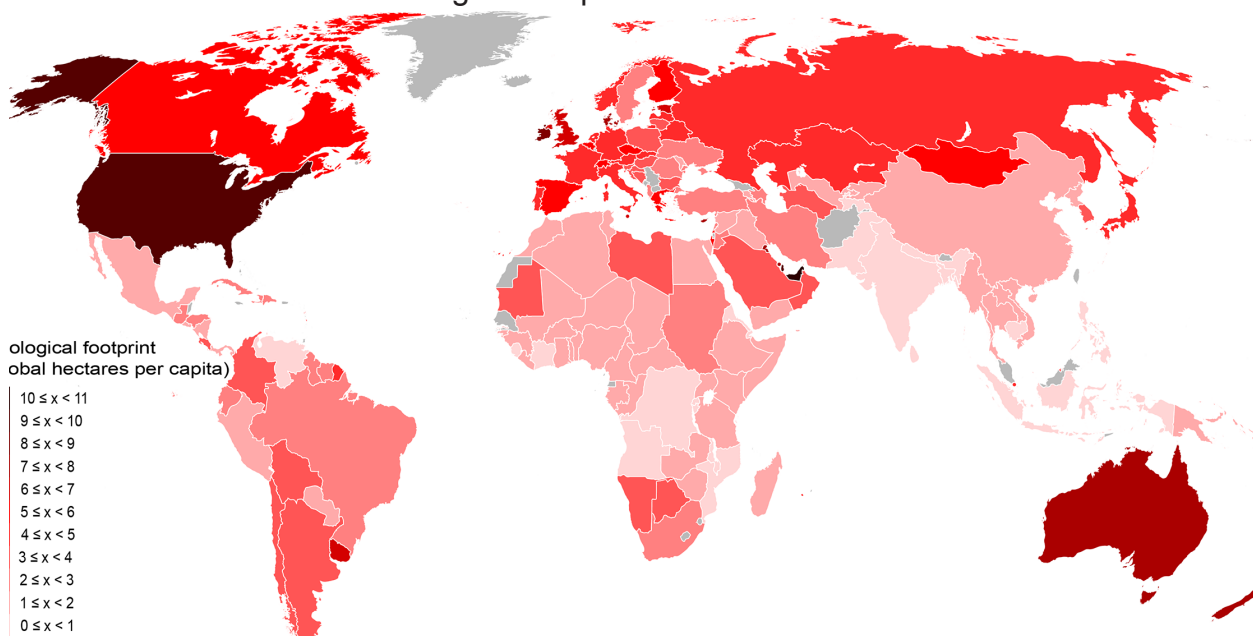 ological footprint
obal hectares per capita)
10 ≤ x < 11
9 ≤ x < 10
8 ≤ x < 9
7 ≤ x < 8
6 ≤ x < 7
5 ≤ x < 6
4 ≤ x < 5
3 ≤ x < 4
2 ≤ x < 3
1 ≤ x < 2
0 ≤ x < 1